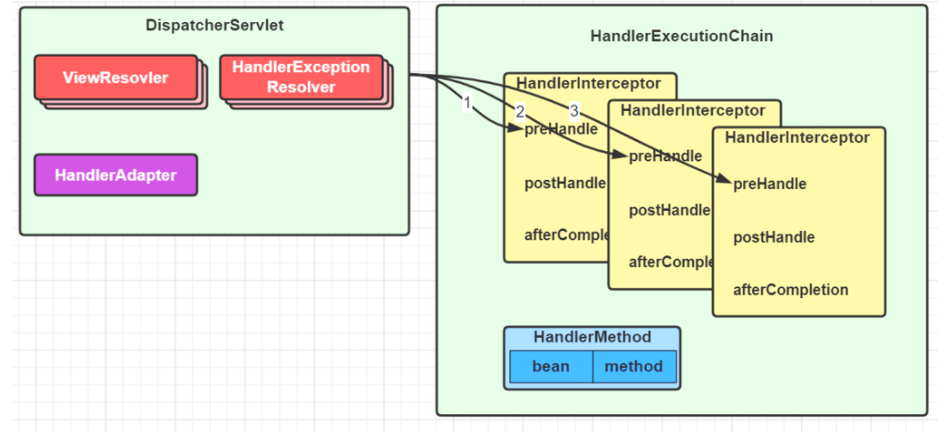 DispatcherServlet
ViewResovler
HandlerException
Resolver
HandlerAdapter
HandlerExecutionChain
HandlerInterceptor
preHandle
postHandle
afterComple
HandlerInterceptor
preHandle
postHandle
afterComple
HandlerInterceptor
preHandle
postHandle
afterCompletion
1
2
3
HandlerMethod
bean method